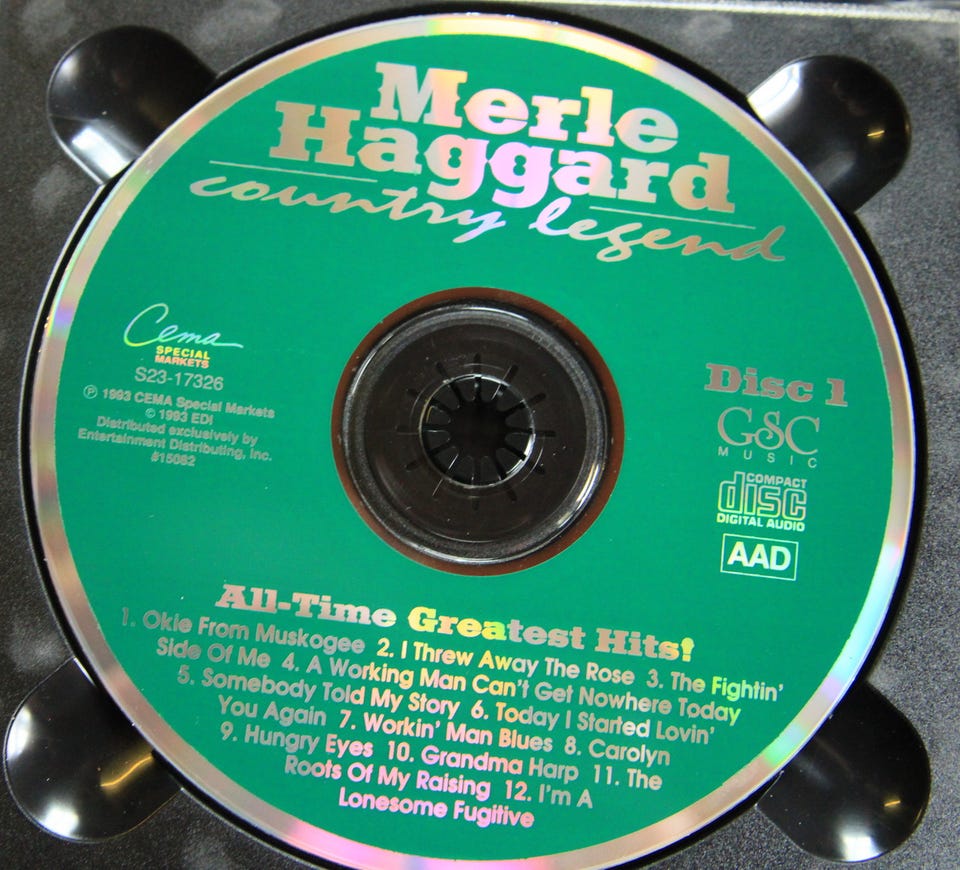 Merle
Haggard
country legend
Cema
SPECIAL
MARKETS
S23-17326
℗ 1993 CEMA Special Markets
© 1993 EDI
Distributed exclusively by
Entertainment Distributing, Inc.
#15082
Disc 1
GSC
MUSIC
COMPACT
disc
DIGITAL AUDIO
AAD
All-Time Greatest Hits!
1. Okie From Muskogee 2. I Threw Away The Rose 3. The Fightin'
Side Of Me 4. A Working Man Can't Get Nowhere Today
5. Somebody Told My Story 6. Today I Started Lovin'
You Again 7. Workin' Man Blues 8. Carolyn
9. Hungry Eyes 10. Grandma Harp 11. The
Roots Of My Raising 12. I'm A
Lonesome Fugitive